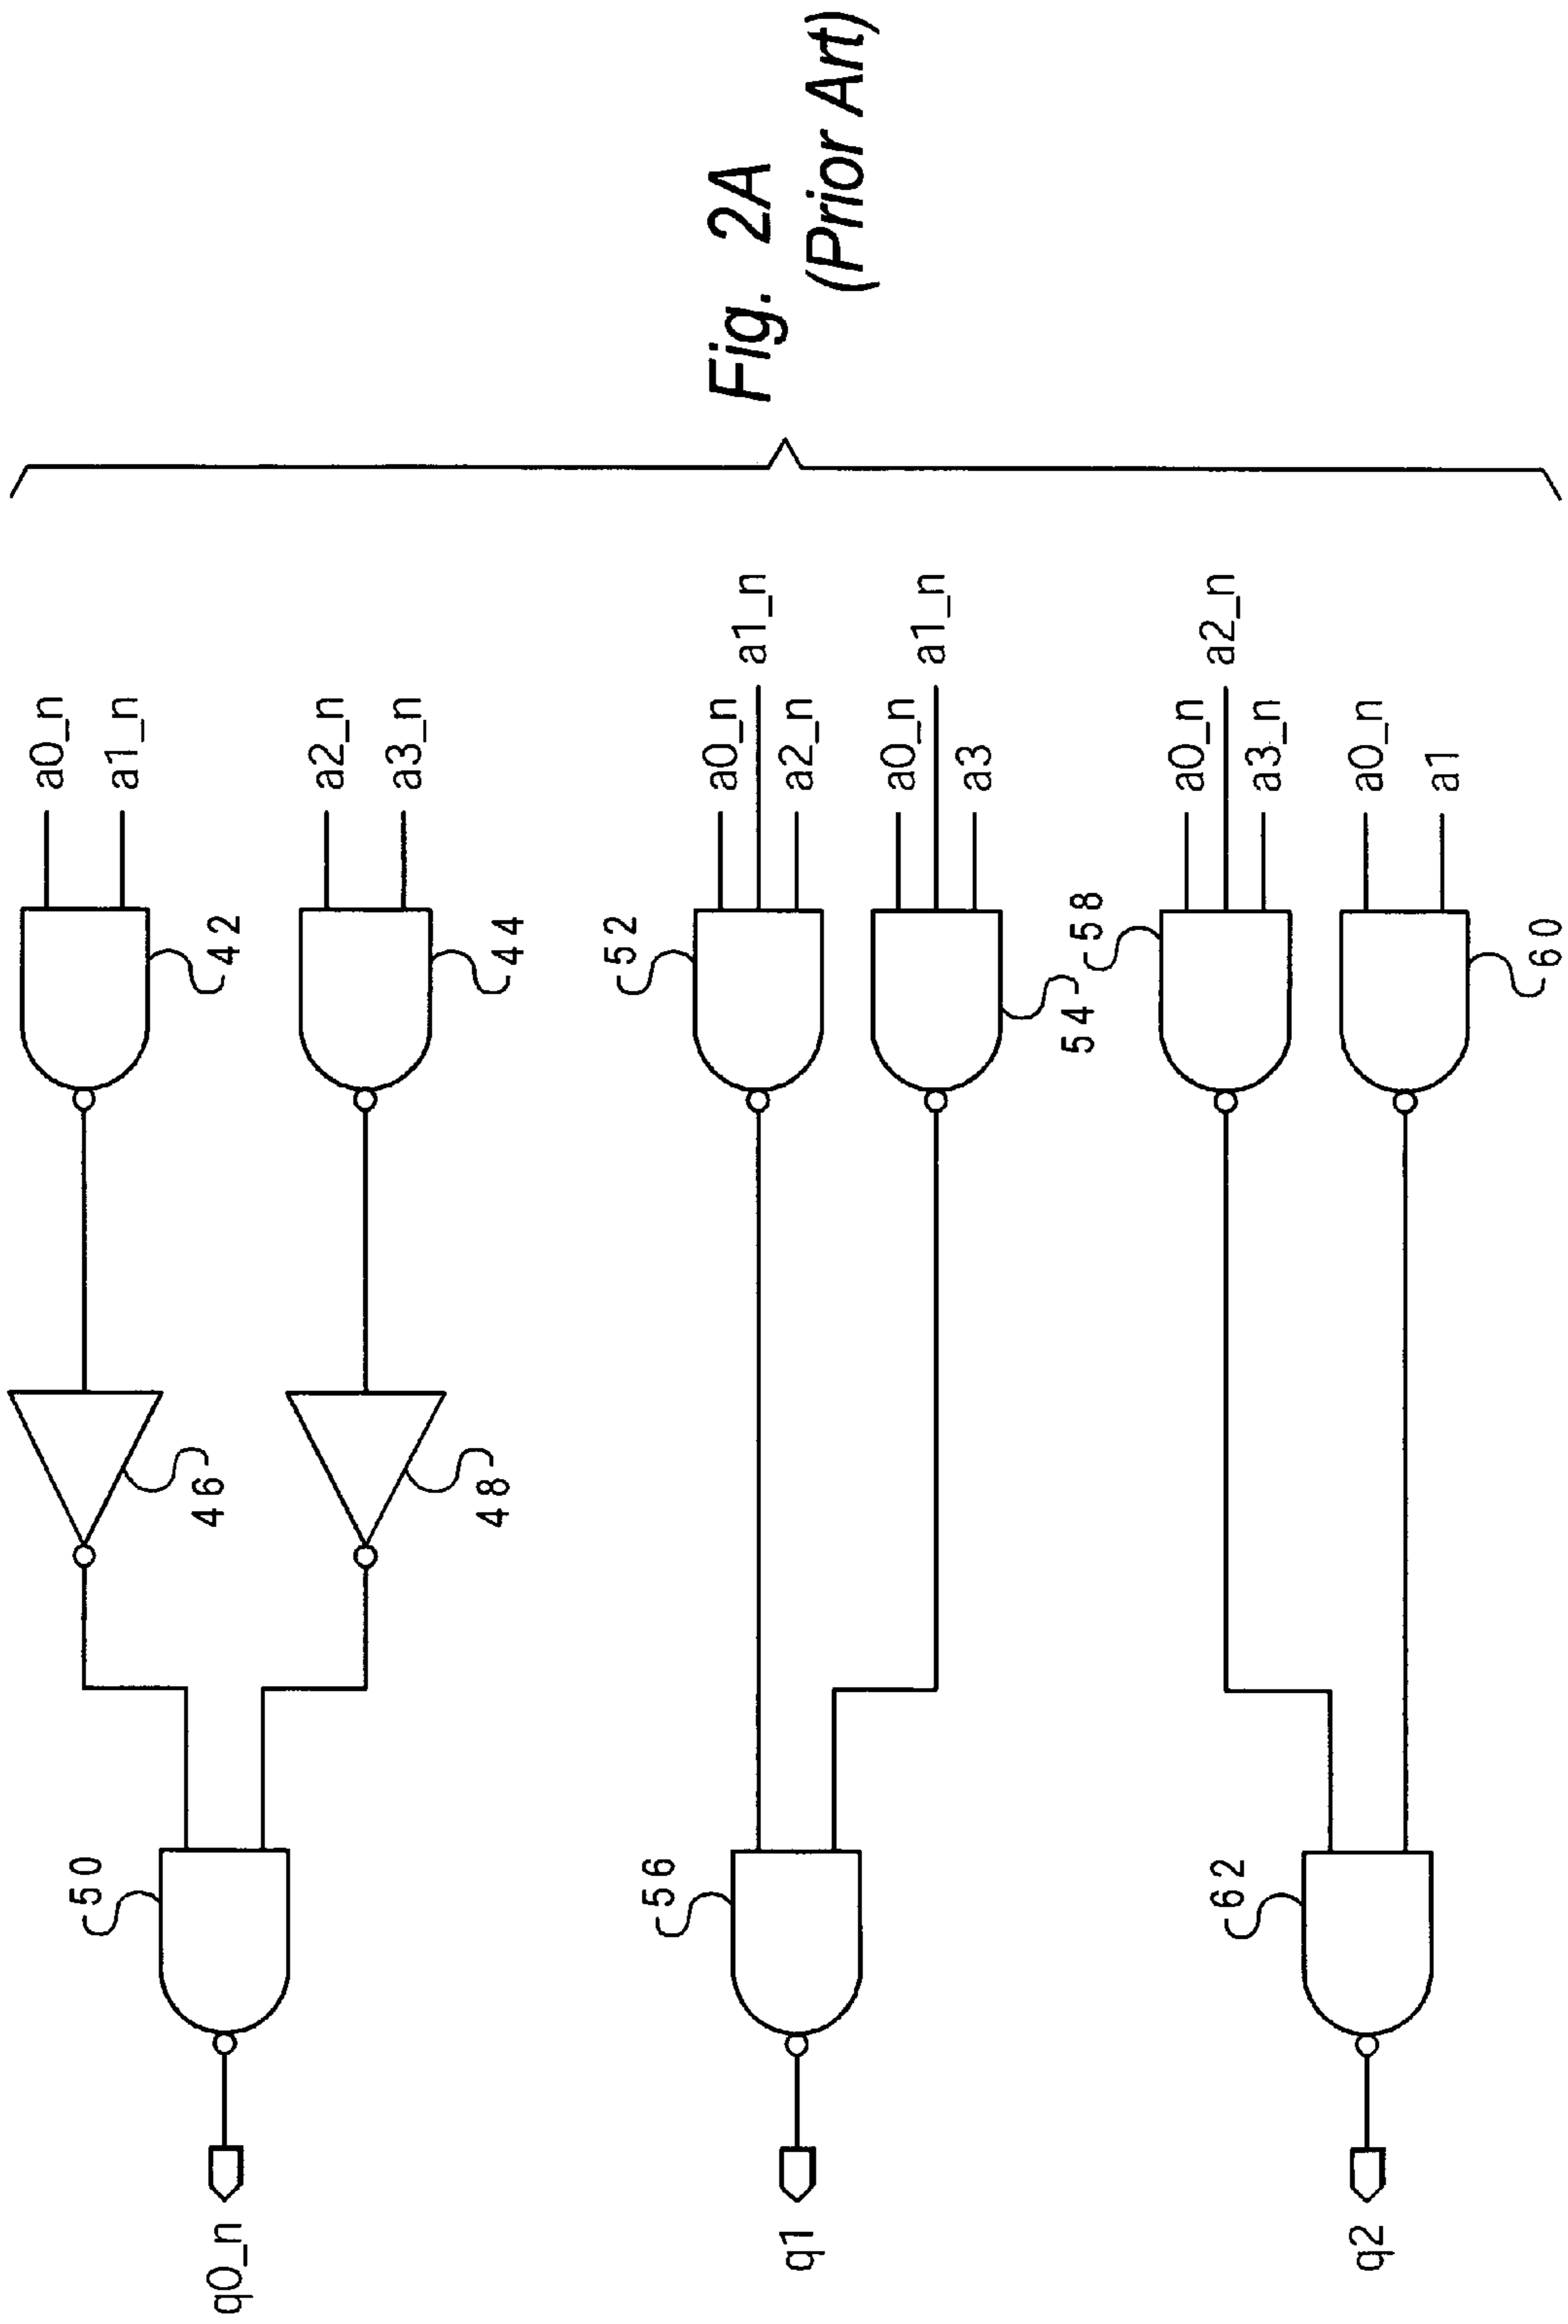 Fig. 2A
(Prior Art)
a0_n
a1_n
42
46
50
q0_n
a2_n
a3_n
44
48
a0_n
a1_n
a2_n
52
56
q1
a0_n
a1_n
a3
54
a0_n
a2_n
a3_n
58
62
q2
a0_n
a1
60